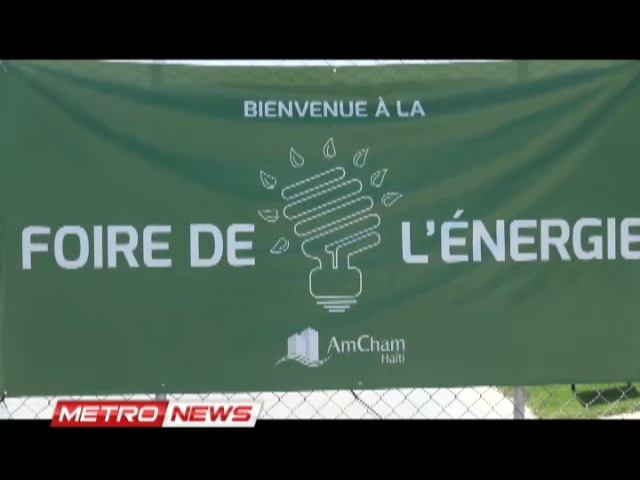 BIENVENUE À LA
FOIRE DE L'ÉNERGIE
AmCham
Haïti
METRO NEWS